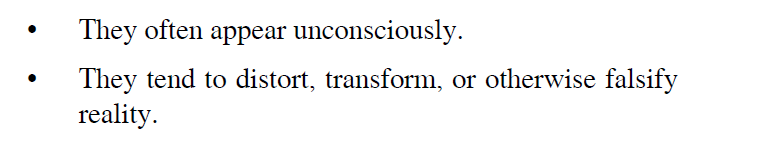 • They often appear unconsciously.
• They tend to distort, transform, or otherwise falsify
reality.